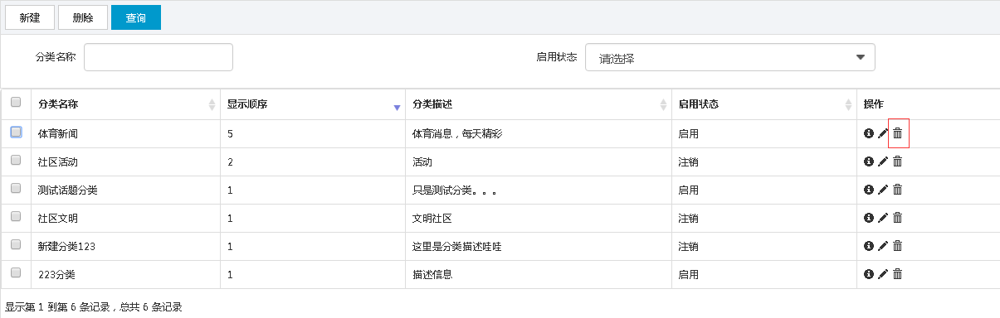 新建 删除 查询
分类名称 启用状态 请选择
分类名称 显示顺序 分类描述 启用状态 操作
体育新闻 5 体育消息，每天精彩 启用
社区活动 2 活动 注销
测试话题分类 1 只是测试分类。。。 启用
社区文明 1 文明社区 注销
新建分类123 1 这里是分类描述哇哇 注销
223分类 1 描述信息 启用
显示第 1 到第 6 条记录，总共 6 条记录